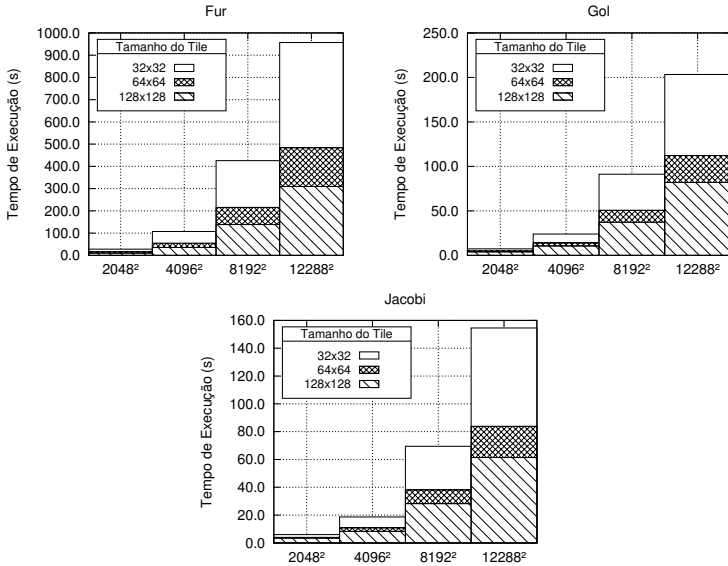 Fur
Tempo de Execução (s)
1000.0
900.0
800.0
700.0
600.0
500.0
400.0
300.0
200.0
100.0
0.0
Tamanho do Tile
32x32
64x64
128x128
2048²
4096²
8192²
12288²
Gol
Tempo de Execução (s)
250.0
200.0
150.0
100.0
50.0
0.0
Tamanho do Tile
32x32
64x64
128x128
2048²
4096²
8192²
12288²
Jacobi
Tempo de Execução (s)
160.0
140.0
120.0
100.0
80.0
60.0
40.0
20.0
0.0
Tamanho do Tile
32x32
64x64
128x128
2048²
4096²
8192²
12288²